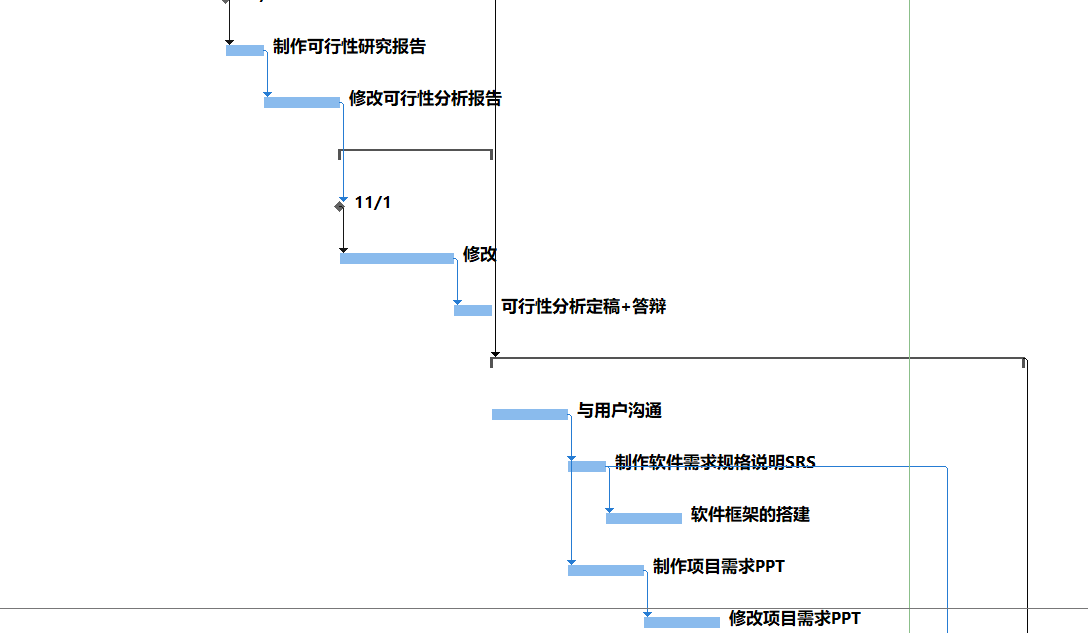 制作可行性研究报告
修改可行性分析报告
11/1
修改
可行性分析定稿+答辩
与用户沟通
制作软件需求规格说明SRS
软件框架的搭建
制作项目需求PPT
修改项目需求PPT